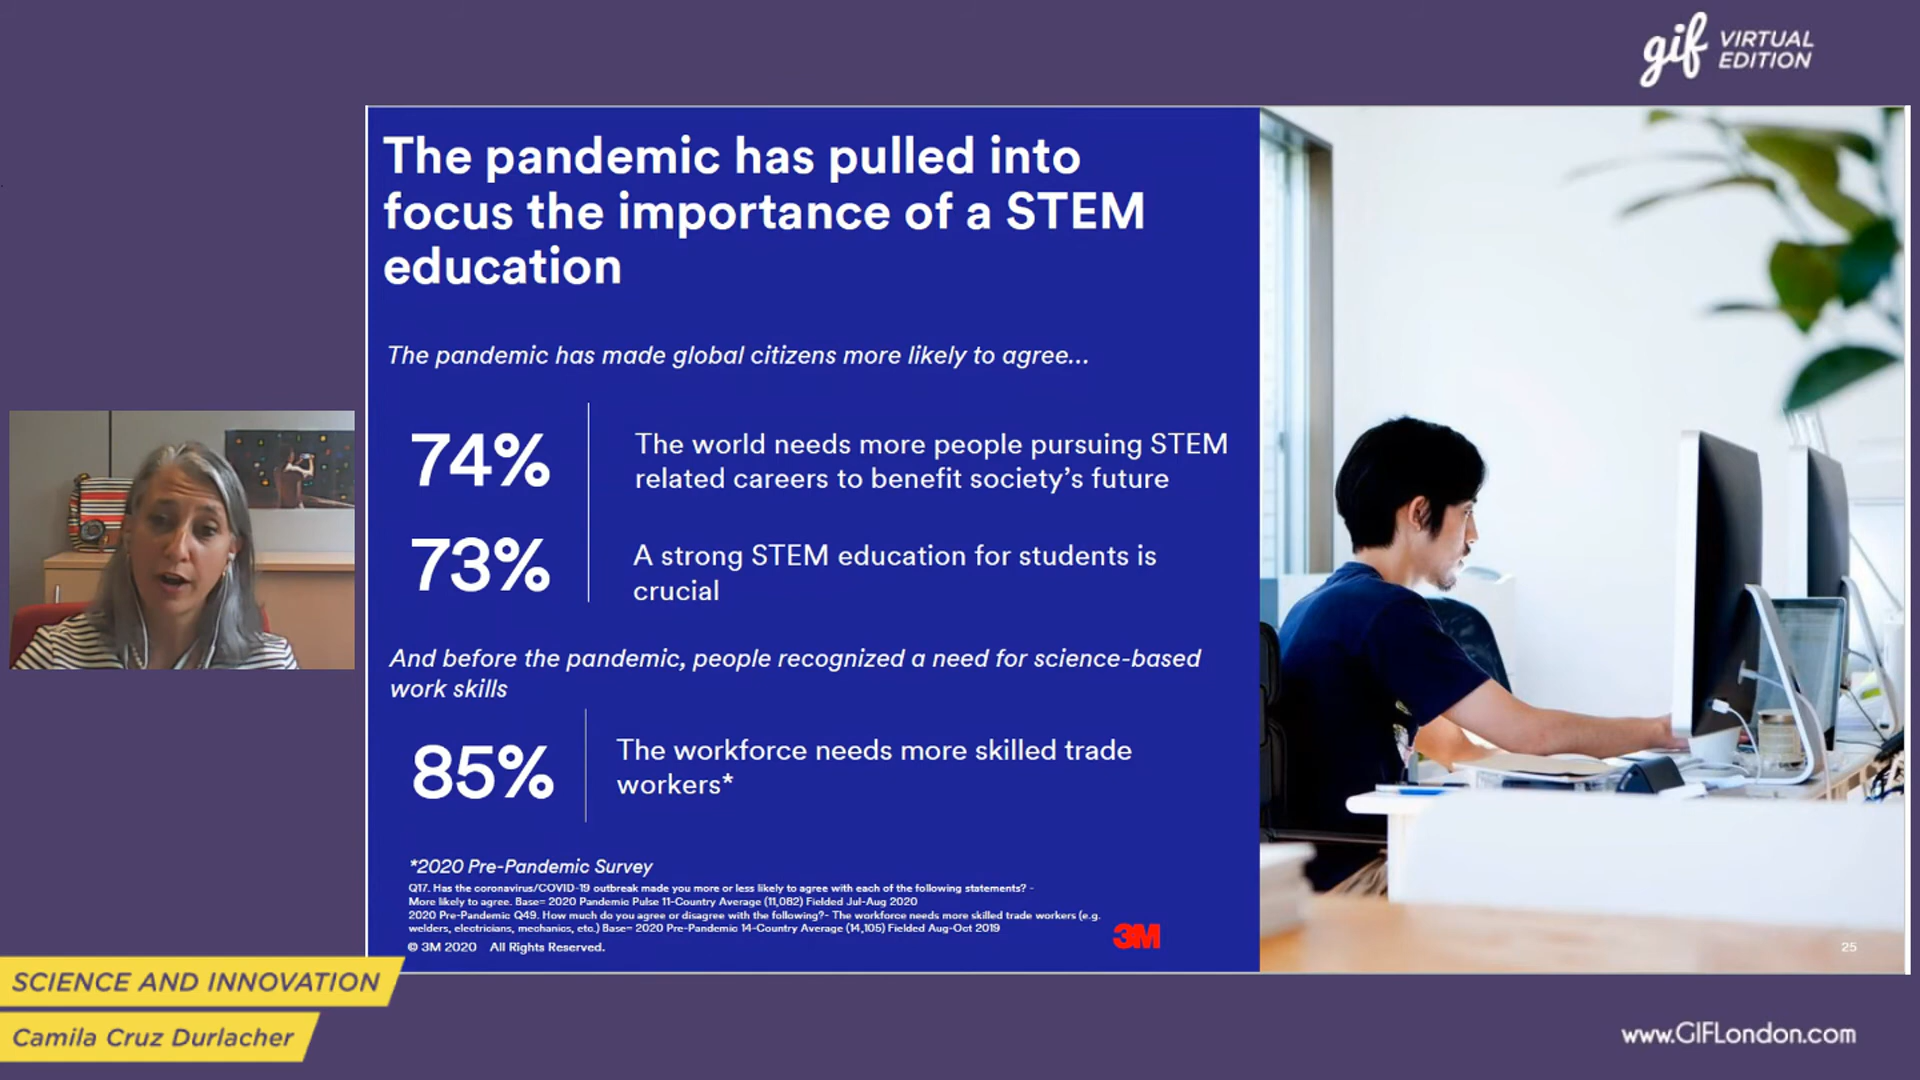 gif VIRTUAL
EDITION
The pandemic has pulled into
focus the importance of a STEM
education
The pandemic has made global citizens more likely to agree...
74%
The world needs more people pursuing STEM
related careers to benefit society's future
73%
A strong STEM education for students is
crucial
And before the pandemic, people recognized a need for science-based
work skills
85%
The workforce needs more skilled trade
workers*
*2020 Pre-Pandemic Survey
Q17. Has the coronavirus/COVID-19 outbreak made you more or less likely to agree with each of the following statements? -
More likely to agree. Base= 2020 Pandemic Pulse 11-Country Average (11,082) Fielded Jul-Aug 2020
2020 Pre-Pandemic Q49. How much do you agree or disagree with the following?- The workforce needs more skilled trade workers (e.g.
welders, electricians, mechanics, etc.) Base= 2020 Pre-Pandemic 14-Country Average (14,105) Fielded Aug-Oct 2019
© 3M 2020 All Rights Reserved.
3M
25
SCIENCE AND INNOVATION
Camila Cruz Durlacher
www.GIFLondon.com